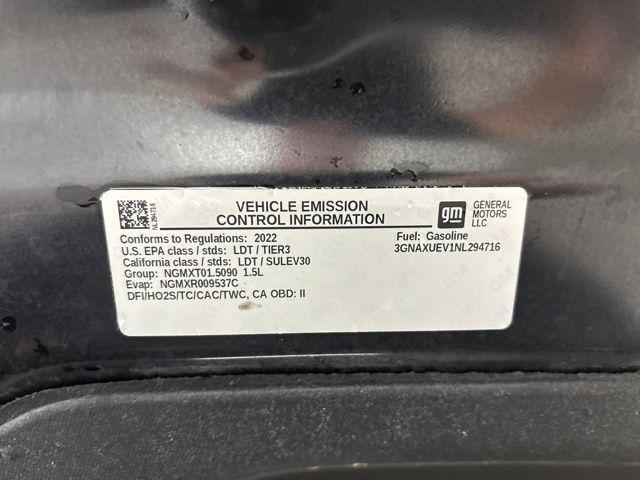 NL294716
VEHICLE EMISSION
CONTROL INFORMATION
gm
GENERAL
MOTORS
LLC
Conforms to Regulations: 2022
Fuel: Gasoline
U.S. EPA class / stds: LDT / TIER3
3GNAXUEV1NL294716
California class / stds: LDT / SULEV30
Group: NGMXT01.5090 1.5L
Evap: NGMXR009537C
DFI/HO2S/TC/CAC/TWC, CA OBD: II